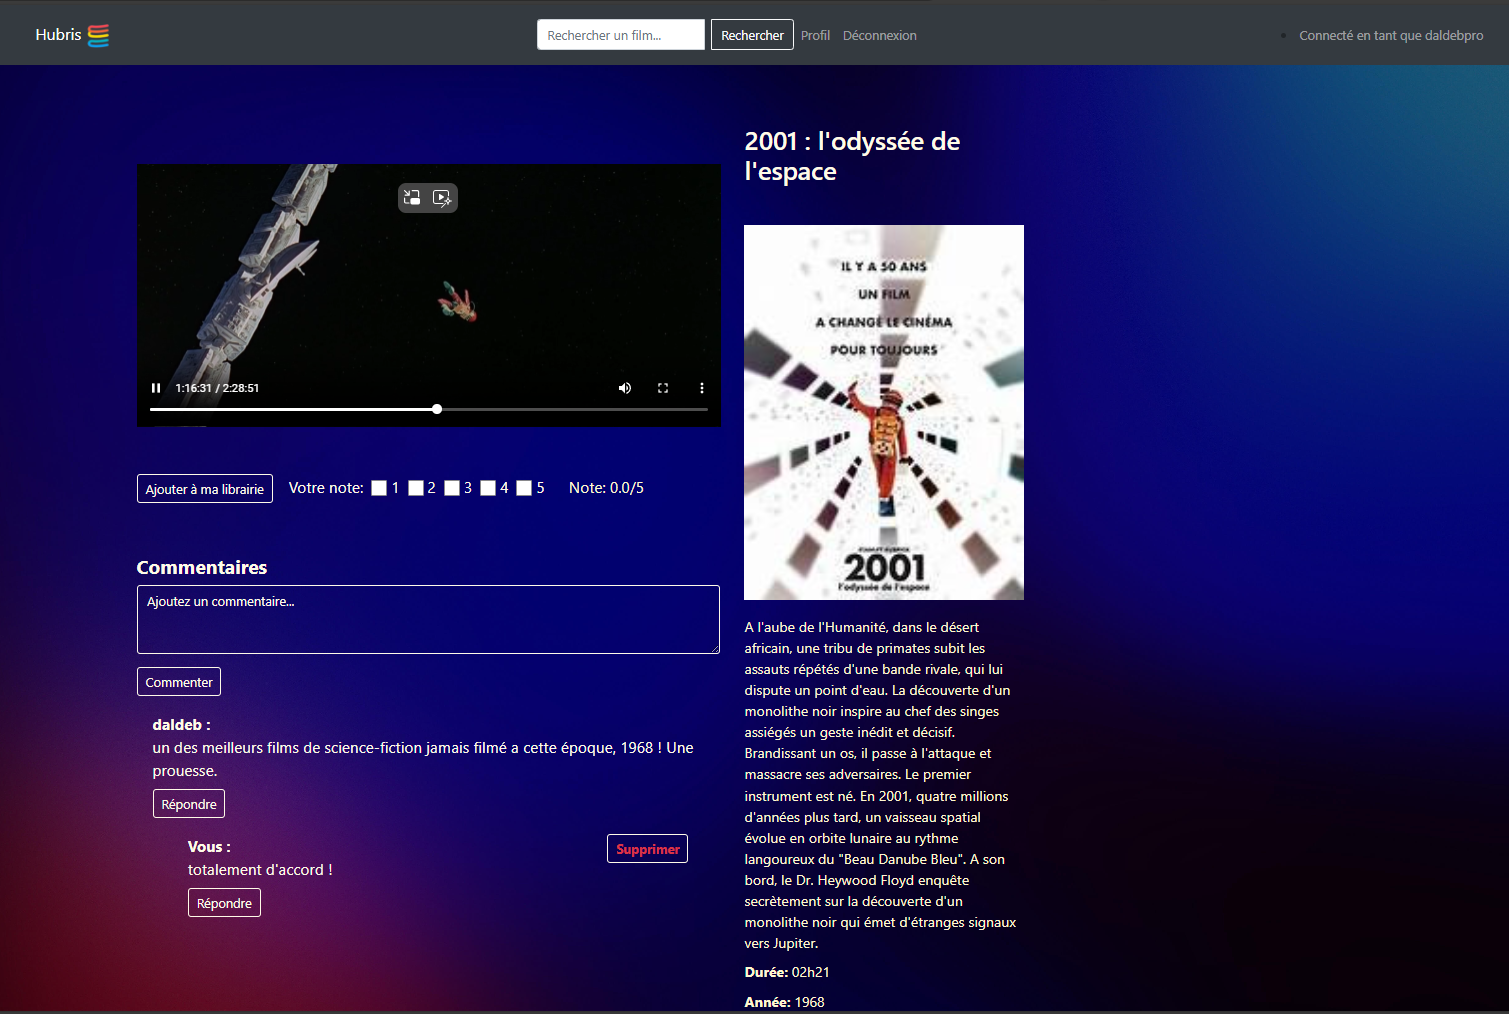 Hubris
Rechercher un film...
Rechercher
Profil
Déconnexion
Connecté en tant que daldebpro
1:16:31 / 2:28:51
Ajouter à ma librairie
Votre note: 1 2 3 4 5
Note: 0.0/5
Commentaires
Ajoutez un commentaire...
Commenter
daldeb :
un des meilleurs films de science-fiction jamais filmé a cette époque, 1968 ! Une
prouesse.
Répondre
Vous :
Supprimer
totalement d'accord !
Répondre
2001 : l'odyssée de
l'espace
IL Y A 50 ANS
UN FILM
A CHANGÉ LE CINÉMA
POUR TOUJOURS
STANLEY KUBRICK
2001
l'odyssée de l'espace
A l'aube de l'Humanité, dans le désert
africain, une tribu de primates subit les
assauts répétés d'une bande rivale, qui lui
dispute un point d'eau. La découverte d'un
monolithe noir inspire au chef des singes
assiégés un geste inédit et décisif.
Brandissant un os, il passe à l'attaque et
massacre ses adversaires. Le premier
instrument est né. En 2001, quatre millions
d'années plus tard, un vaisseau spatial
évolue en orbite lunaire au rythme
langoureux du "Beau Danube Bleu". A son
bord, le Dr. Heywood Floyd enquête
secrètement sur la découverte d'un
monolithe noir qui émet d'étranges signaux
vers Jupiter.
Durée: 02h21
Année: 1968